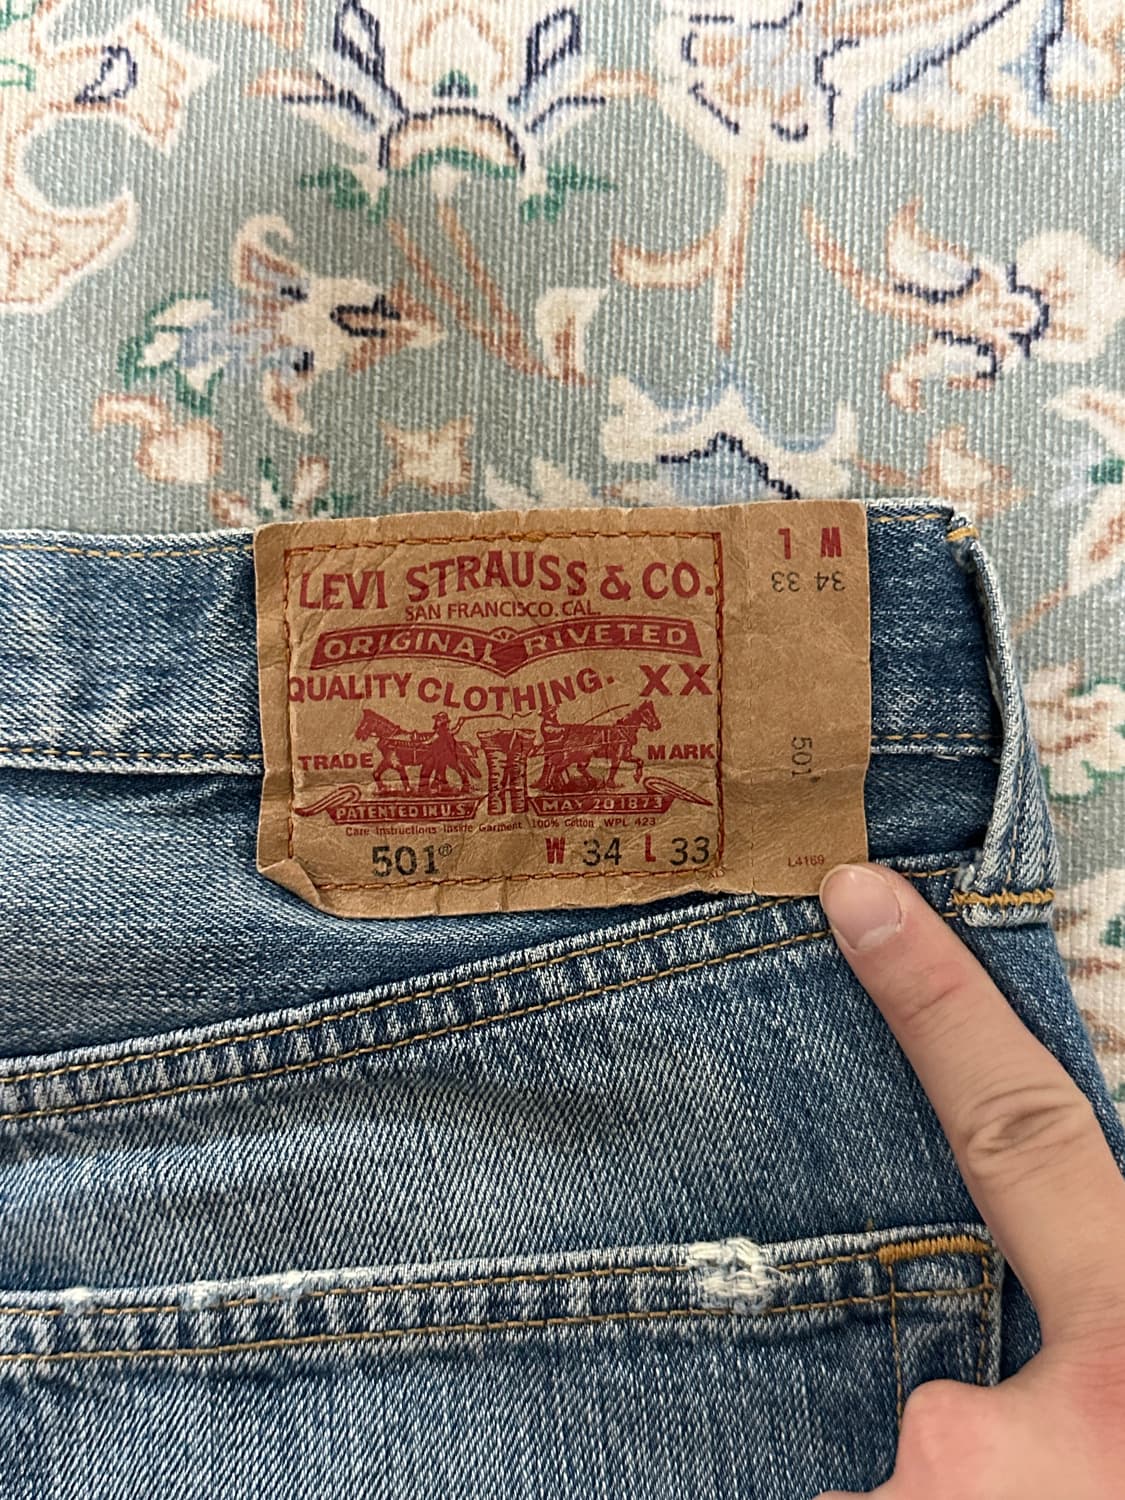 LEVI STRAUSS & CO.
SAN FRANCISCO. CAL.
ORIGINAL RIVETED
QUALITY CLOTHING. XX
TRADE MARK
PATENTED IN U.S. MAY 20 1873
Care Instructions Inside Garment 100% Cotton WPL 423
501® W 34 L 33
W L
34 33
501®
L4169